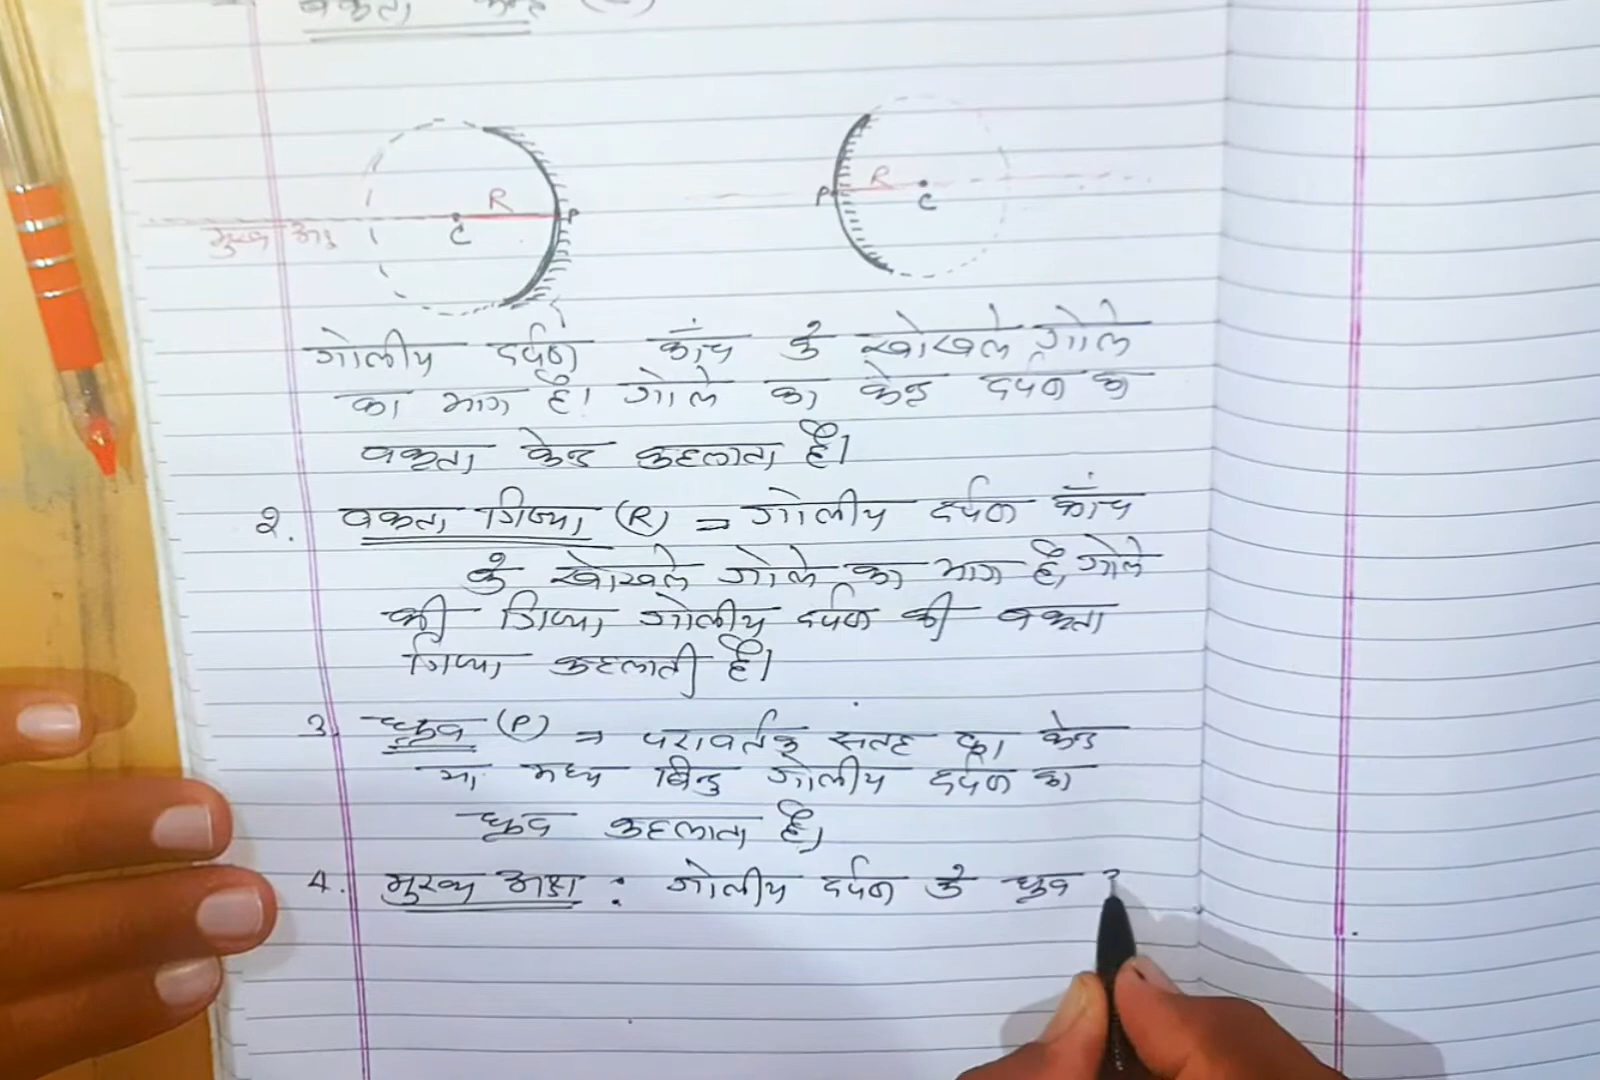 वक्रता केन्द्र (C)
R
P
C
मुख्य अक्ष
R
P
C
गोलीय दर्पण काँच के खोखले गोले
का भाग है। गोले का केन्द्र दर्पण का
वक्रता केन्द्र कहलाता है।
2. वक्रता त्रिज्या (R) = गोलीय दर्पण काँच
के खोखले गोले का भाग है, गोले
की त्रिज्या गोलीय दर्पण की वक्रता
त्रिज्या कहलाती है।
3. ध्रुव (P) ⇒ परावर्तक सतह का केन्द्र
या मध्य बिन्दु गोलीय दर्पण का
ध्रुव कहलाता है।
4. मुख्य अक्ष : गोलीय दर्पण के ध्रुव